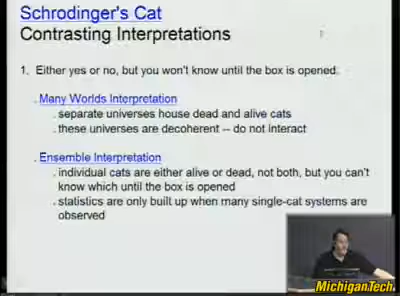 Schrodinger's Cat
Contrasting Interpretations
1. Either yes or no, but you won't know until the box is opened.
. Many Worlds Interpretation
. separate universes house dead and alive cats
. these universes are decoherent -- do not interact
. Ensemble Interpretation
. individual cats are either alive or dead, not both, but you can't
know which until the box is opened
. statistics are only built up when many single-cat systems are
observed
MichiganTech